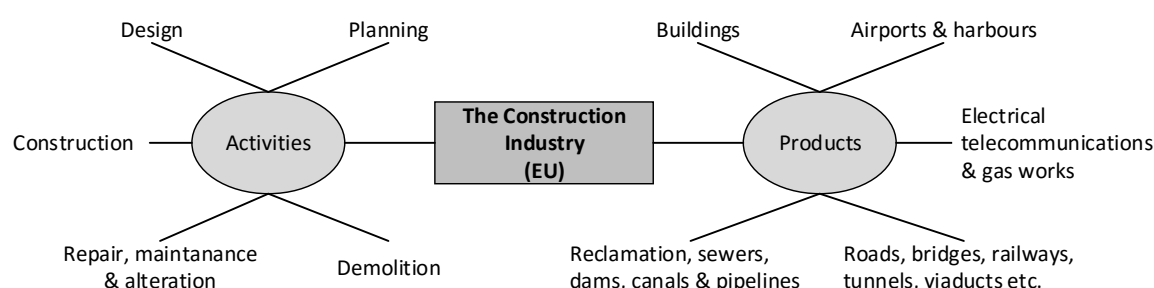 Design
Planning
Buildings
Airports & harbours
Construction
Activities
The Construction
Industry
(EU)
Products
Electrical
telecommunications
& gas works
Repair, maintanance
& alteration
Demolition
Reclamation, sewers,
dams, canals & pipelines
Roads, bridges, railways,
tunnels, viaducts etc.